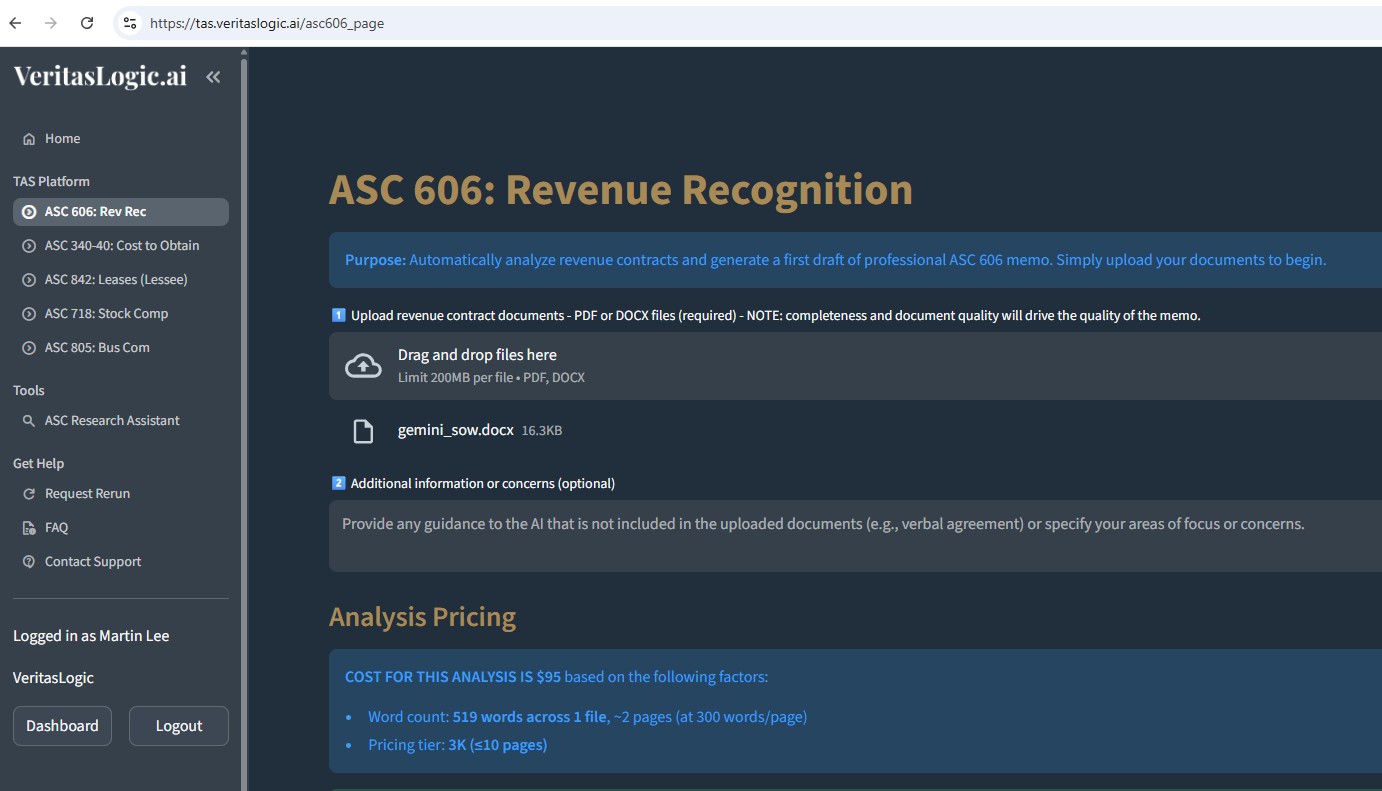 https://tas.veritaslogic.ai/asc606_page
VeritasLogic.ai
Home
TAS Platform
ASC 606: Rev Rec
ASC 340-40: Cost to Obtain
ASC 842: Leases (Lessee)
ASC 718: Stock Comp
ASC 805: Bus Com
Tools
ASC Research Assistant
Get Help
Request Rerun
FAQ
Contact Support
Logged in as Martin Lee
VeritasLogic
Dashboard
Logout
ASC 606: Revenue Recognition
Purpose: Automatically analyze revenue contracts and generate a first draft of professional ASC 606 memo. Simply upload your documents to begin.
1 Upload revenue contract documents - PDF or DOCX files (required) - NOTE: completeness and document quality will drive the quality of the memo.
Drag and drop files here
Limit 200MB per file • PDF, DOCX
gemini_sow.docx 16.3KB
2 Additional information or concerns (optional)
Provide any guidance to the AI that is not included in the uploaded documents (e.g., verbal agreement) or specify your areas of focus or concerns.
Analysis Pricing
COST FOR THIS ANALYSIS IS $95 based on the following factors:
• Word count: 519 words across 1 file, ~2 pages (at 300 words/page)
• Pricing tier: 3K (≤10 pages)